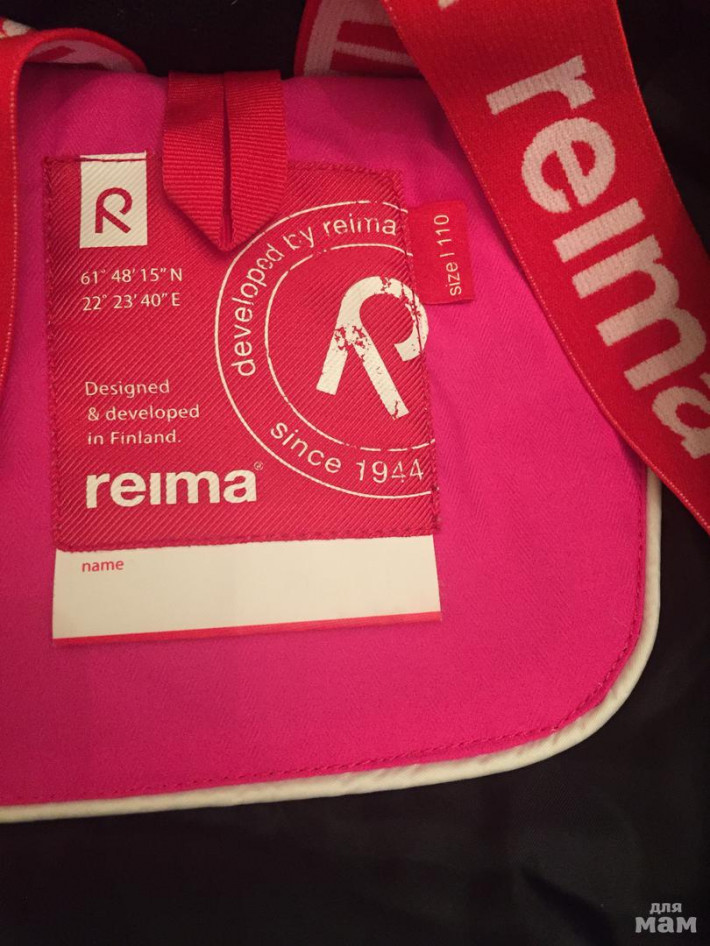 reima
developed by reima
size | 110
61° 48' 15" N
22° 23' 40" E
Designed
& developed
in Finland.
since 1944
reima®
name
для
мам